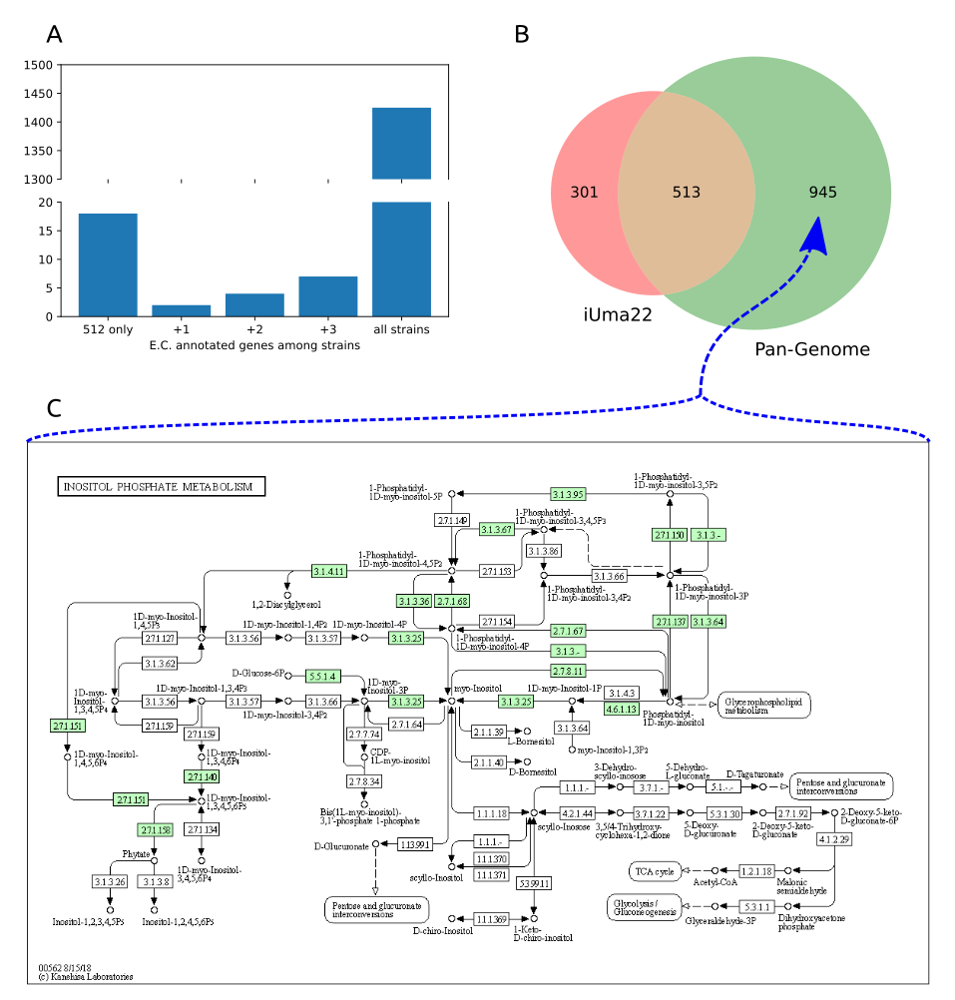 A
1500
1450
1400
1350
1300
20
15
10
5
0
512 only
+1
+2
+3
all strains
E.C. annotated genes among strains
B
301
513
945
iUma22
Pan-Genome
C
INOSITOL PHOSPHATE METABOLISM
1-Phosphatidyl-
1D-myo-inositol-5P
3.1.3.95
1-Phosphatidyl-
1D-myo-inositol-3,5P2
2.7.1.149
1-Phosphatidyl-
1D-myo-inositol-3,4,5P3
3.1.3.67
2.7.1.150
3.1.3.-
3.1.3.86
1-Phosphatidyl-
1D-myo-inositol-4,5P2
3.1.4.11
2.7.1.153
3.1.3.66
1,2-Diacylglycerol
1-Phosphatidyl-
1D-myo-inositol-3,4P2
1-Phosphatidyl-
1D-myo-inositol-3P
3.1.3.36
2.7.1.68
2.7.1.154
2.7.1.137
3.1.3.64
1D-myo-Inositol-
1,4,5P3
2.7.1.127
3.1.3.56
1D-myo-Inositol-1,4P2
3.1.3.57
1D-myo-Inositol-4P
3.1.3.25
2.7.1.67
1-Phosphatidyl-
1D-myo-inositol-4P
3.1.3.-
3.1.3.62
2.7.8.11
D-Glucose-6P
5.5.1.4
1D-myo-
Inositol-3P
1D-myo-
Inositol-
1,3,4,5P4
3.1.3.56
1D-myo-Inositol-1,3,4P3
3.1.3.57
1D-myo-Inositol-3,4P2
3.1.3.66
3.1.3.25
myo-Inositol
3.1.3.25
1D-myo-Inositol-1P
3.1.4.3
4.6.1.13
Phosphatidyl-
1D-myo-inositol
Glycerophospholipid
metabolism
2.7.1.151
2.7.1.159
2.7.1.159
2.7.1.64
2.7.7.74
2.1.1.39
L-Bornesitol
3.1.3.64
myo-Inositol-1,3P2
1D-myo-Inositol-
1,4,5,6P4
1D-myo-Inositol-
1,3,4,6P4
CDP-
1L-myo-inositol
2.1.1.40
D-Bornesitol
2.7.1.140
2.7.8.34
3-Dehydro-
scyllo-inosose
5-Dehydro-
L-gluconate
D-Tagaturonate
1.1.1.-
3.7.1.-
5.1.-.-
Pentose and glucuronate
interconversions
2.7.1.151
1D-myo-Inositol-
1,3,4,5,6P5
Bis(1L-myo-inositol)-
3,1'-phosphate 1-phosphate
1.1.1.18
scyllo-Inosose
4.2.1.44
3,5/4-Trihydroxy-
cyclohexa-1,2-dione
3.7.1.22
5-Deoxy-
D-glucuronate
5.3.1.30
2-Deoxy-5-keto-
D-gluconate
2.7.1.92
2-Deoxy-5-keto-
D-gluconate-6P
2.7.1.158
2.7.1.134
D-Glucuronate
1.13.99.1
1.1.1.-
1.1.1.370
1.1.1.371
scyllo-Inositol
4.1.2.29
Phytate
1D-myo-Inositol-
3,4,5,6P4
3.1.3.26
3.1.3.8
5.3.99.11
TCA cycle
Acetyl-CoA
1.2.1.18
Malonic
semialdehyde
Inositol-1,2,3,4,5P5
Inositol-1,2,4,5,6P5
Pentose and glucuronate
interconversions
D-chiro-Inositol
1.1.1.369
1-Keto-
D-chiro-inositol
Glycolysis /
Gluconeogenesis
Glyceraldehyde-3P
5.3.1.1
Dihydroxyacetone
phosphate
00562 8/15/18
(c) Kanehisa Laboratories